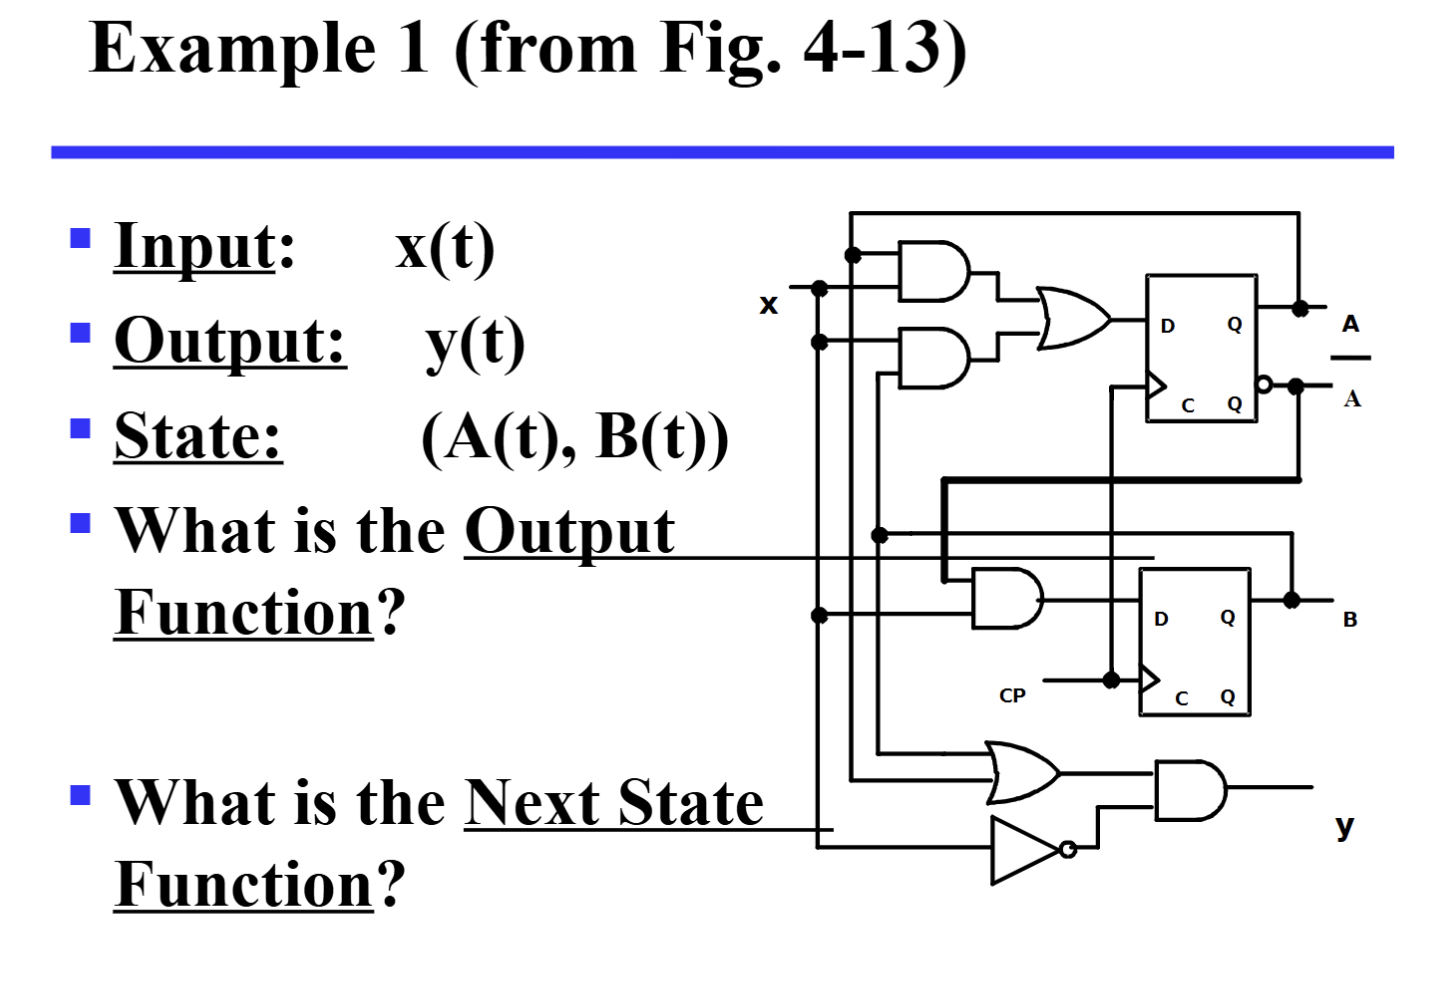 Example 1 (from Fig. 4-13)
Input: x(t)
Output: y(t)
State: (A(t), B(t))
What is the Output
Function?
What is the Next State
Function?
x
D Q
C Q
A
A
D Q
C Q
B
CP
y